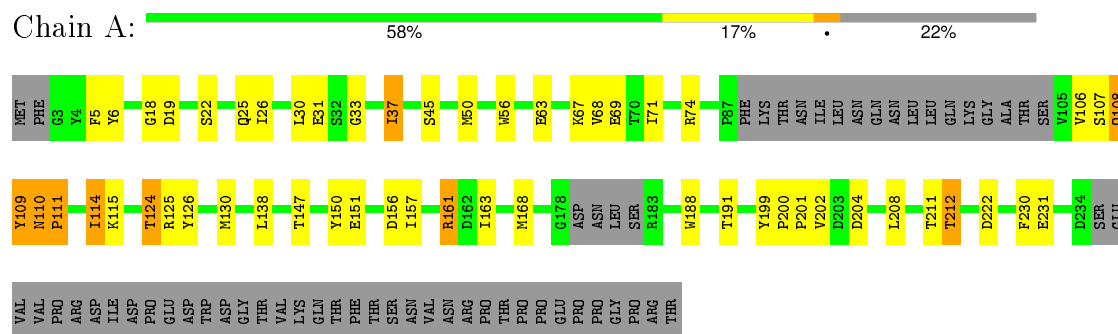 Chain A:
58% 17% • 22%
MET PHE G3 Y4 F5 Y6 G18 D19 S22 Q25 I26 L30 E31 S32 G33 I37 S45 M50 W56 E63 K67 V68 E69 T70 I71 R74 P87 PHE LYS THR ASN ILE LEU ASN GLN ASN LEU LEU GLN LYS GLY ALA THR SER V105 V106 S107 Q108
Y109 N110 P111 I114 K115 T124 R125 Y126 M130 L138 T147 Y150 E151 D156 I157 R161 D162 I163 M168 G178 ASP ASN LEU SER R183 W188 T191 Y199 P200 P201 V202 D203 D204 L208 T211 T212 D222 F230 E231 D234 SER GLU
VAL VAL PRO ARG ASP ILE ASP PRO GLU ASP TRP ASP GLY THR VAL LYS GLN THR PHE THR SER ASN VAL ASN ARG PRO THR PRO PRO GLU PRO PRO GLY PRO ARG THR